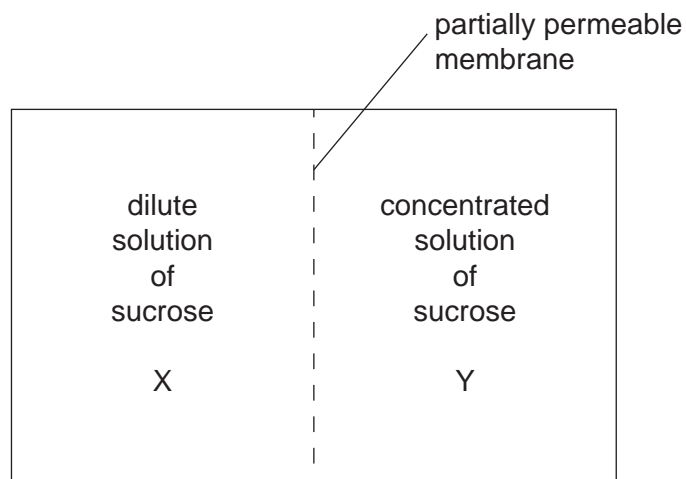 partially permeable
membrane
dilute
solution
of
sucrose
X
concentrated
solution
of
sucrose
Y